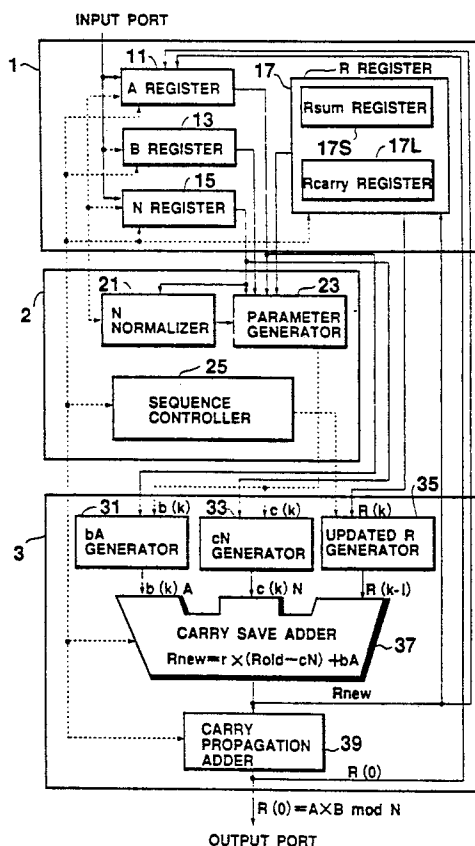 INPUT PORT
1
11
A REGISTER
13
B REGISTER
15
N REGISTER
17
R REGISTER
Rsum REGISTER
17S
17L
Rcarry REGISTER
2
21
N
NORMALIZER
23
PARAMETER
GENERATOR
25
SEQUENCE
CONTROLLER
3
31
b(k)
bA
GENERATOR
33
c(k)
cN
GENERATOR
35
R(k)
UPDATED R
GENERATOR
b(k) A
c(k) N
R(k-1)
CARRY SAVE ADDER
Rnew=r×(Rold-cN)+bA
37
Rnew
CARRY
PROPAGATION
ADDER
39
R(0)
R(0)=A×B mod N
OUTPUT PORT